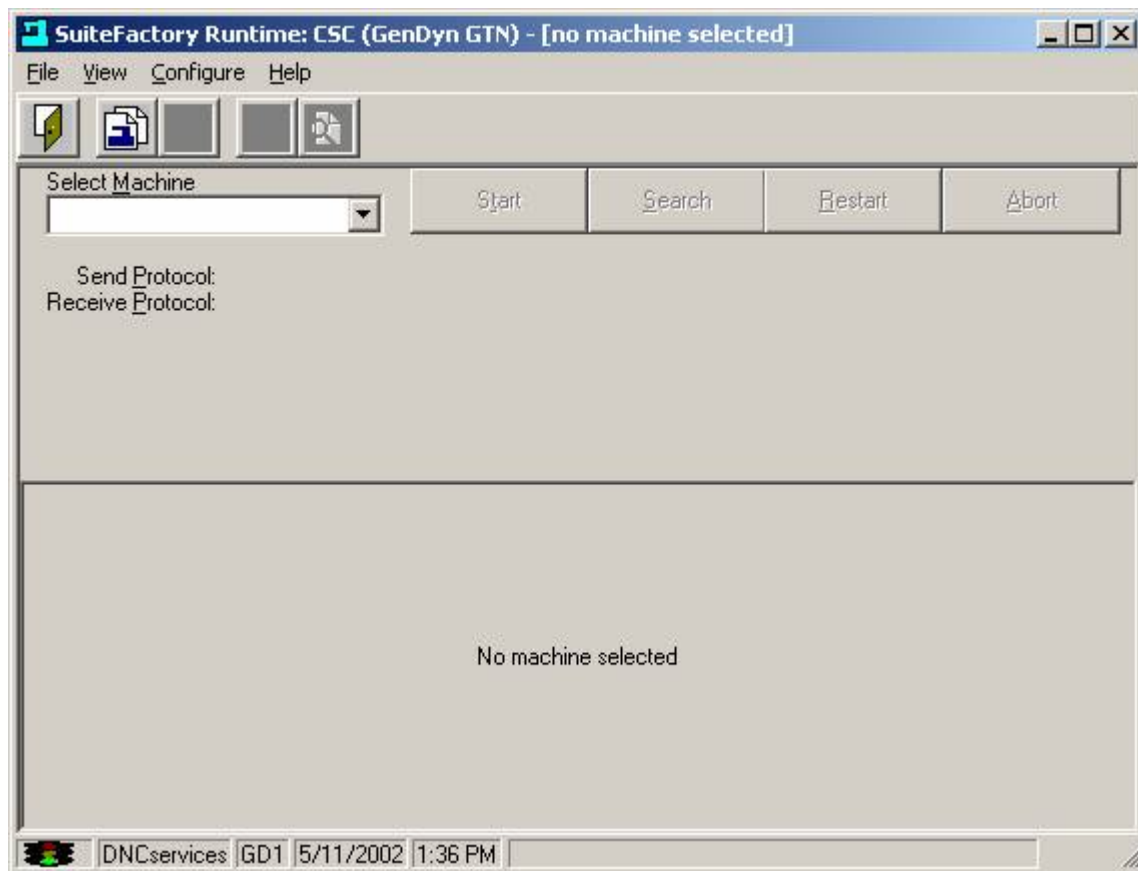 SuiteFactory Runtime: CSC (GenDyn GTN) - [no machine selected]
File View Configure Help
Select Machine
Start Search Restart Abort
Send Protocol:
Receive Protocol:
No machine selected
DNCservices GD1 5/11/2002 1:36 PM